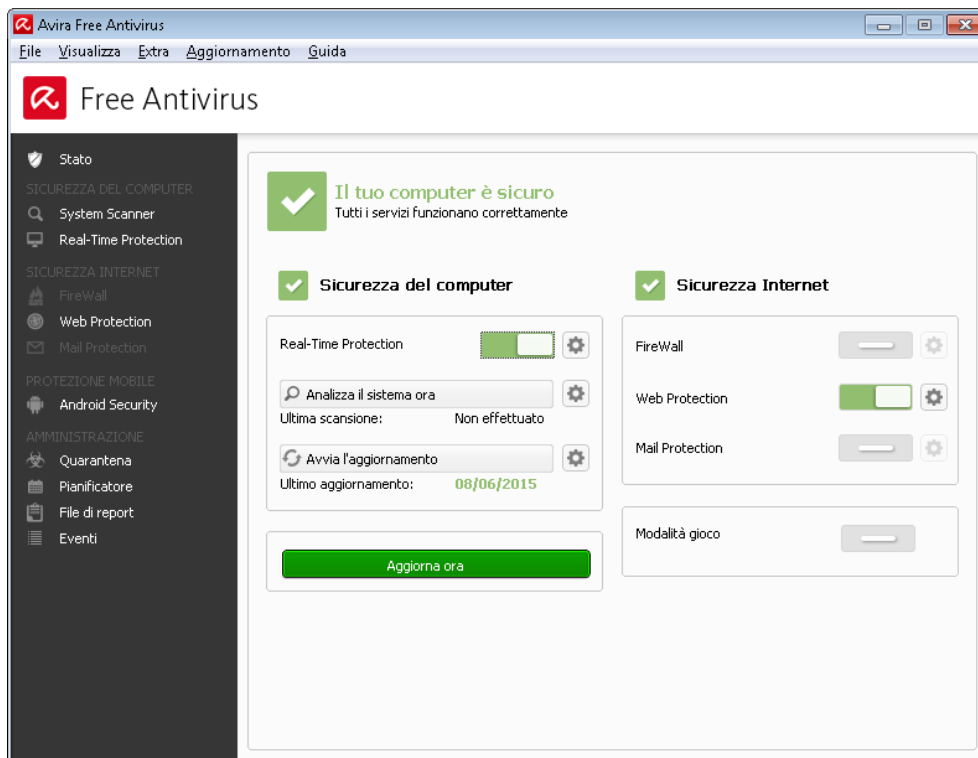 Avira Free Antivirus
File Visualizza Extra Aggiornamento Guida
Free Antivirus
Stato
SICUREZZA DEL COMPUTER
System Scanner
Real-Time Protection
SICUREZZA INTERNET
FireWall
Web Protection
Mail Protection
PROTEZIONE MOBILE
Android Security
AMMINISTRAZIONE
Quarantena
Pianificatore
File di report
Eventi
Il tuo computer è sicuro
Tutti i servizi funzionano correttamente
Sicurezza del computer
Real-Time Protection
Analizza il sistema ora
Ultima scansione: Non effettuato
Avvia l'aggiornamento
Ultimo aggiornamento: 08/06/2015
Aggiorna ora
Sicurezza Internet
FireWall
Web Protection
Mail Protection
Modalità gioco